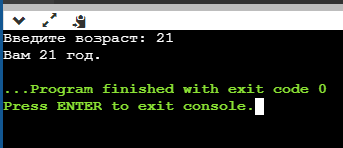 Введите возраст: 21
Вам 21 год.
...Program finished with exit code 0
Press ENTER to exit console.